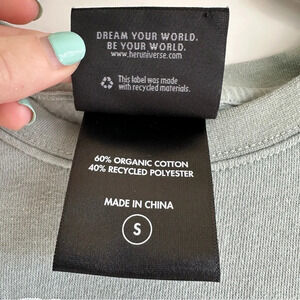 DREAM YOUR WORLD.
BE YOUR WORLD.
www.heruniverse.com
This label was made
with recycled materials.
60% ORGANIC COTTON
40% RECYCLED POLYESTER
MADE IN CHINA
S